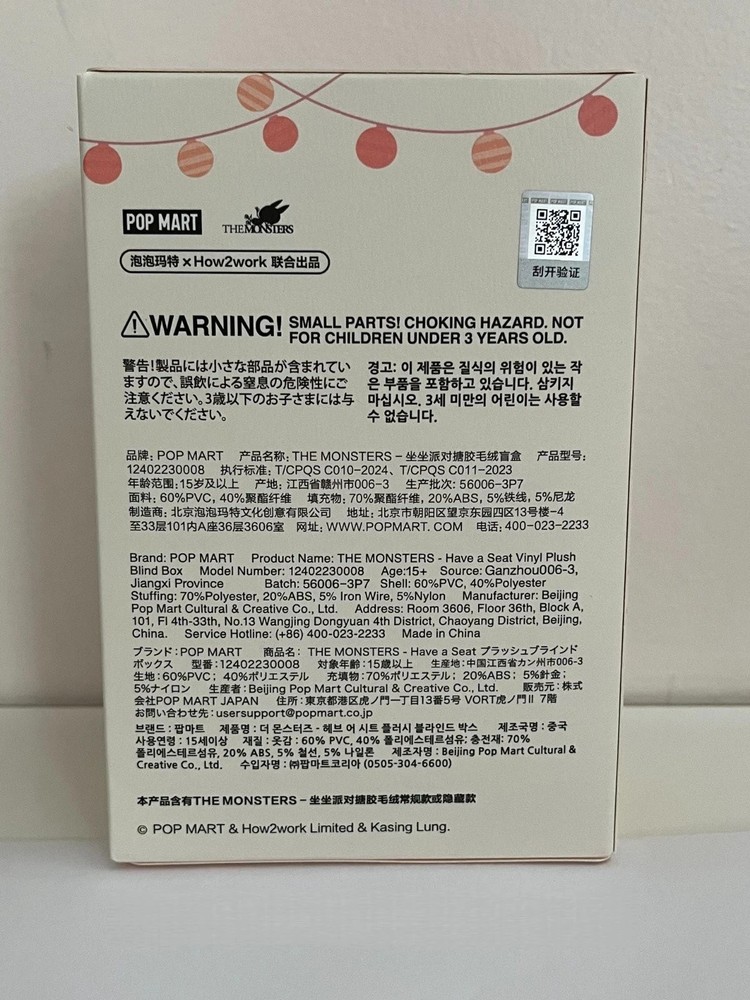 POP MART
THE MONSTERS
泡泡玛特×How2work 联合出品
刮开验证
WARNING! SMALL PARTS! CHOKING HAZARD. NOT
FOR CHILDREN UNDER 3 YEARS OLD.
警告!製品には小さな部品が含まれてい
ますので、誤飲による窒息の危険性にご
注意ください。3歳以下のお子さまには与
えないでください。
경고: 이 제품은 질식의 위험이 있는 작
은 부품을 포함하고 있습니다. 삼키지
마십시오. 3세 미만의 어린이는 사용할
수 없습니다.
品牌: POP MART 产品名称: THE MONSTERS – 坐坐派对搪胶毛绒盲盒 产品型号:
12402230008 执行标准: T/CPQS C010-2024、T/CPQS C011-2023
年龄范围:15岁及以上 产地: 江西省赣州市006-3 生产批次: 56006-3P7
面料: 60%PVC, 40%聚酯纤维 填充物: 70%聚酯纤维, 20%ABS, 5%铁线, 5%尼龙
制造商: 北京泡泡玛特文化创意有限公司 地址: 北京市朝阳区望京东园四区13号楼-4
至33层101内A座36层3606室 网址: WWW.POPMART. COM 电话: 400-023-2233
Brand: POP MART Product Name: THE MONSTERS - Have a Seat Vinyl Plush
Blind Box Model Number: 12402230008 Age:15+ Source: Ganzhou006-3,
Jiangxi Province Batch: 56006-3P7 Shell: 60%PVC, 40%Polyester
Stuffing: 70%Polyester, 20%ABS, 5% Iron Wire, 5%Nylon Manufacturer: Beijing
Pop Mart Cultural & Creative Co., Ltd. Address: Room 3606, Floor 36th, Block A,
101, Fl 4th-33th, No.13 Wangjing Dongyuan 4th District, Chaoyang District, Beijing,
China. Service Hotline: (+86) 400-023-2233 Made in China
ブランド: POP MART 商品名: THE MONSTERS - Have a Seat プラッシュブラインド
ボックス 型番:12402230008 対象年齢:15歳以上 生産地:中国江西省カン州市006-3
生地: 60%PVC; 40%ポリエステル 充填物:70%ポリエステル; 20%ABS; 5%針金;
5%ナイロン 生産者: Beijing Pop Mart Cultural & Creative Co., Ltd. 販売元: 株式
会社POP MART JAPAN 住所: 東京都港区虎ノ門一丁目13番5号 VORT虎ノ門Ⅱ 7階
お問い合わせ先: usersupport@popmart.co.jp
브랜드: 팝마트 제품명: 더 몬스터즈 - 헤브 어 시트 플러시 블라인드 박스 제조국명: 중국
사용연령: 15세이상 재질: 옷감: 60% PVC, 40% 폴리에스테르섬유; 충전재: 70%
폴리에스테르섬유, 20% ABS, 5% 철선, 5% 나일론 제조자명: Beijing Pop Mart Cultural &
Creative Co., Ltd. 수입자명: ㈜팝마트코리아 (0505-304-6600)
本产品含有THE MONSTERS – 坐坐派对搪胶毛绒常规款或隐藏款
© POP MART & How2work Limited & Kasing Lung.